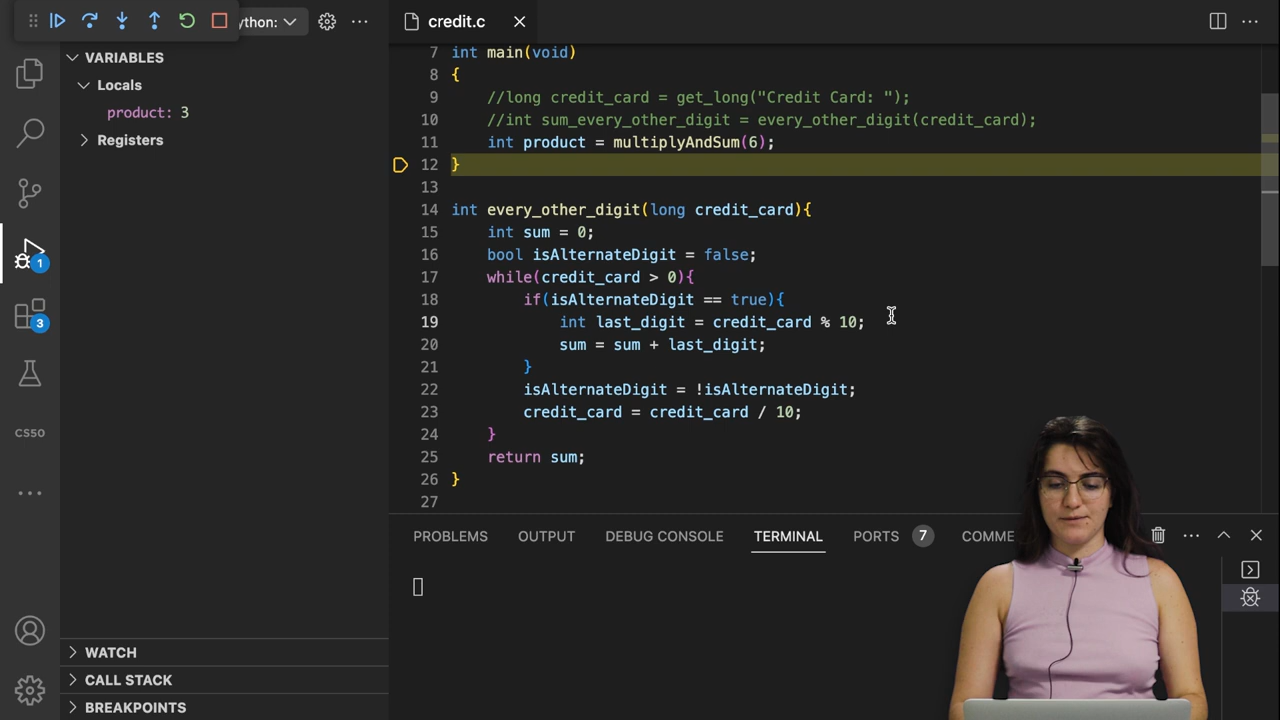 ython:
credit.c
VARIABLES
Locals
product: 3
Registers
7 int main(void)
8 {
9 //long credit_card = get_long("Credit Card: ");
10 //int sum_every_other_digit = every_other_digit(credit_card);
11 int product = multiplyAndSum(6);
12 }
13
14 int every_other_digit(long credit_card){
15 int sum = 0;
16 bool isAlternateDigit = false;
17 while(credit_card > 0){
18 if(isAlternateDigit == true){
19 int last_digit = credit_card % 10;
20 sum = sum + last_digit;
21 }
22 isAlternateDigit = !isAlternateDigit;
23 credit_card = credit_card / 10;
24 }
25 return sum;
26 }
27
1
3
CS50
PROBLEMS OUTPUT DEBUG CONSOLE TERMINAL PORTS 7 COMME
WATCH
CALL STACK
BREAKPOINTS